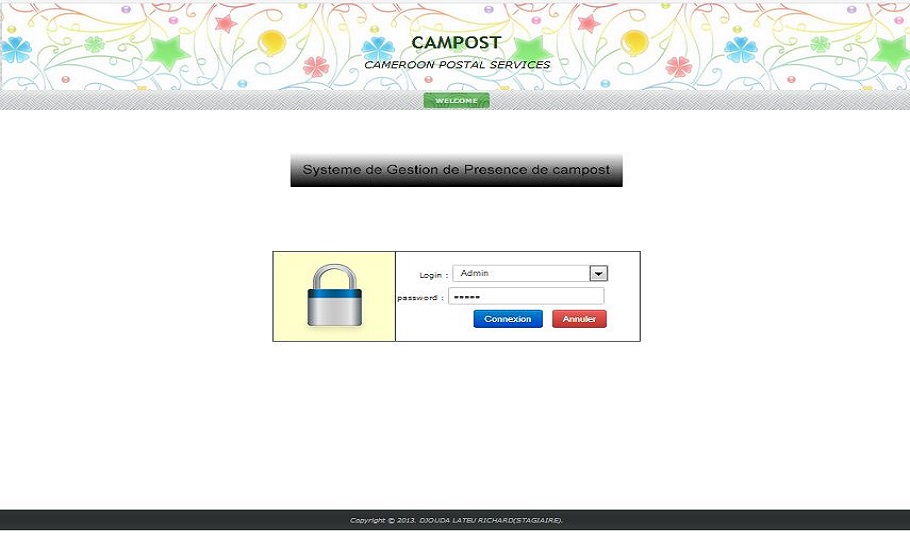 CAMPOST
CAMEROON POSTAL SERVICES
WELCOME
Systeme de Gestion de Presence de campost
Login : Admin
password : •••••
Connexion Annuler
Copyright © 2013. DJOUDA LATEU RICHARD(STAGIAIRE).